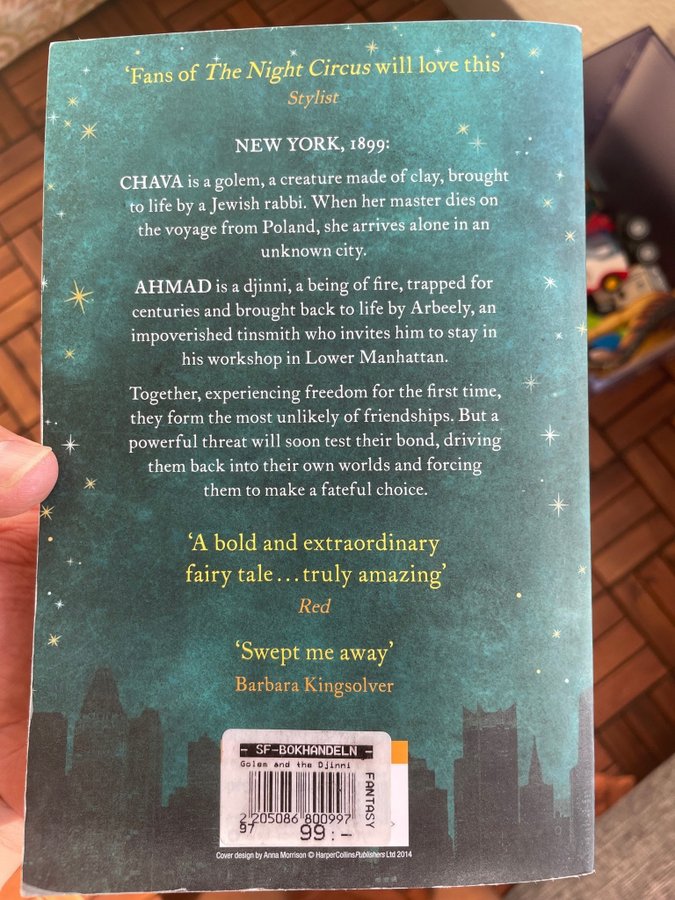 ‘Fans of The Night Circus will love this’
Stylist
NEW YORK, 1899:
CHAVA is a golem, a creature made of clay, brought
to life by a Jewish rabbi. When her master dies on
the voyage from Poland, she arrives alone in an
unknown city.
AHMAD is a djinni, a being of fire, trapped for
centuries and brought back to life by Arbeely, an
impoverished tinsmith who invites him to stay in
his workshop in Lower Manhattan.
Together, experiencing freedom for the first time,
they form the most unlikely of friendships. But a
powerful threat will soon test their bond, driving
them back into their own worlds and forcing
them to make a fateful choice.
‘A bold and extraordinary
fairy tale…truly amazing’
Red
‘Swept me away’
Barbara Kingsolver
- SF-BOKHANDELN -
Golem and the Djinni
FANTASY
2 205086 800997
97
99:-
Cover design by Anna Morrison © HarperCollinsPublishers Ltd 2014